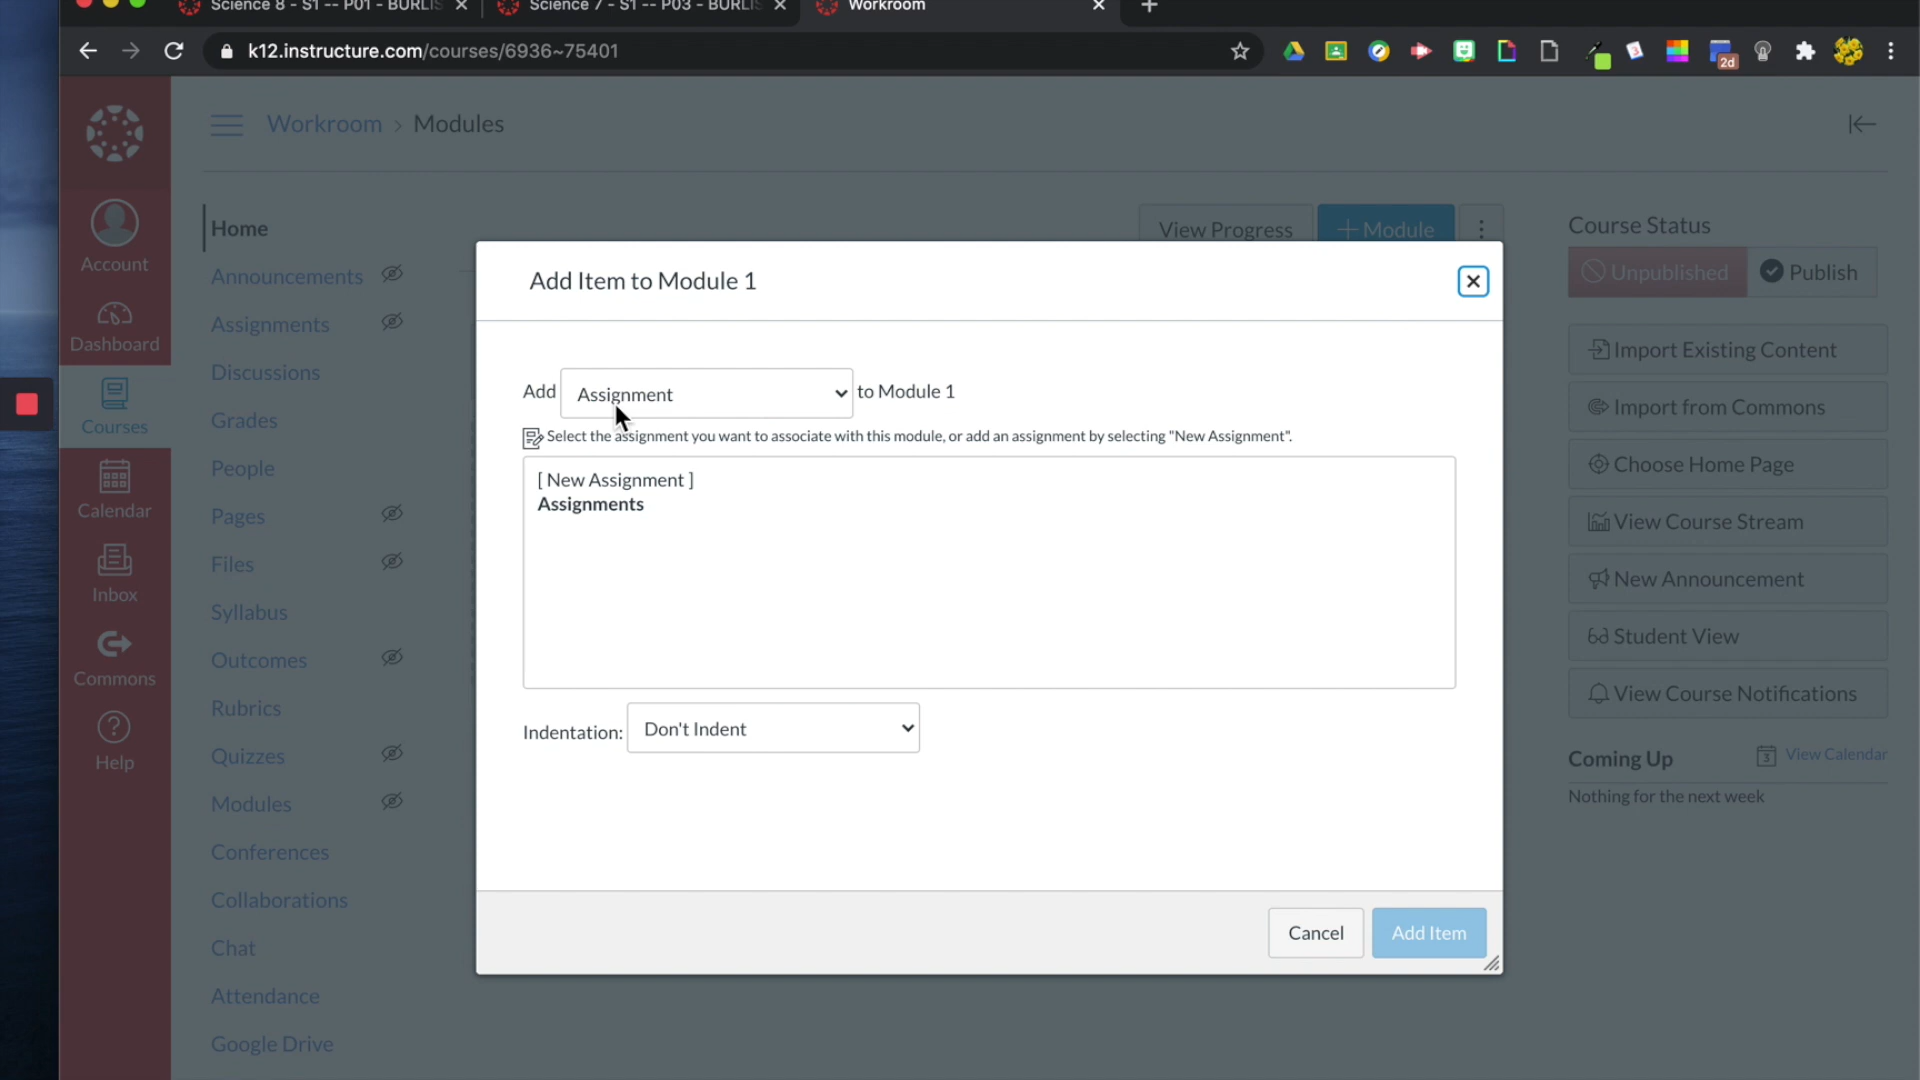 Science 8 - S1 -- P01 - BURLIS
Science 7 - S1 -- P03 - BURLIS
Workroom
k12.instructure.com/courses/6936~75401
2d
Workroom > Modules
Account
Dashboard
Courses
Calendar
Inbox
Commons
Help
Home
Announcements
Assignments
Discussions
Grades
People
Pages
Files
Syllabus
Outcomes
Rubrics
Quizzes
Modules
Conferences
Collaborations
Chat
Attendance
Google Drive
View Progress
+ Module
Add Item to Module 1
Add Assignment to Module 1
Select the assignment you want to associate with this module, or add an assignment by selecting "New Assignment".
[ New Assignment ]
Assignments
Indentation: Don't Indent
Cancel
Add Item
Course Status
Unpublished
Publish
Import Existing Content
Import from Commons
Choose Home Page
View Course Stream
New Announcement
Student View
View Course Notifications
Coming Up
3 View Calendar
Nothing for the next week